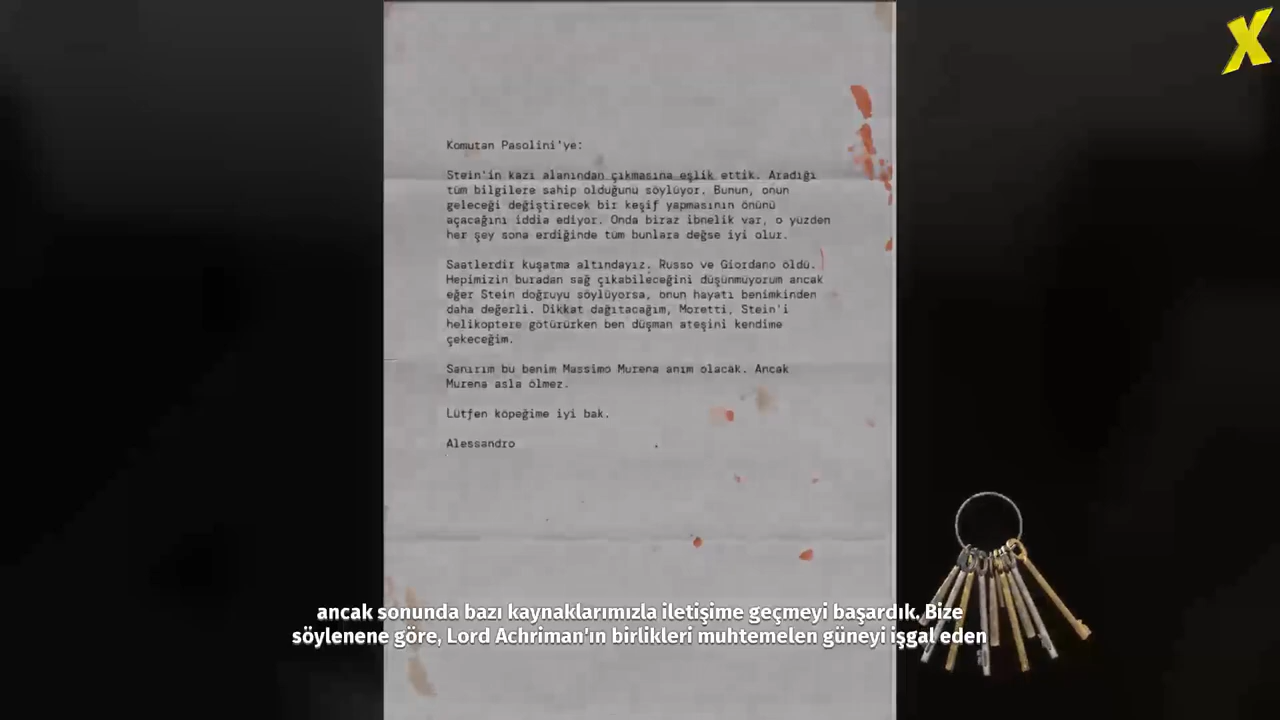 X
Komutan Pasolini'ye:
Stein'in kazı alanından çıkmasına eşlik ettik. Aradığı
tüm bilgilere sahip olduğunu söylüyor. Bunun, onun
geleceği değiştirecek bir keşif yapmasının önünü
açacağını iddia ediyor. Onda biraz ibnelik var, o yüzden
her şey sona erdiğinde tüm bunlara değse iyi olur.
Saatlerdir kuşatma altındayız. Russo ve Giordano öldü.
Hepimizin buradan sağ çıkabileceğini düşünmüyorum ancak
eğer Stein doğruyu söylüyorsa, onun hayatı benimkinden
daha değerli. Dikkat dağıtacağım, Moretti, Stein'i
helikoptere götürürken ben düşman ateşini kendime
çekeceğim.
Sanırım bu benim Massimo Murena anım olacak. Ancak
Murena asla ölmez.
Lütfen köpeğime iyi bak.
Alessandro
ancak sonunda bazı kaynaklarımızla iletişime geçmeyi başardık. Bize
söylenene göre, Lord Achriman'ın birlikleri muhtemelen güneyi işgal eden